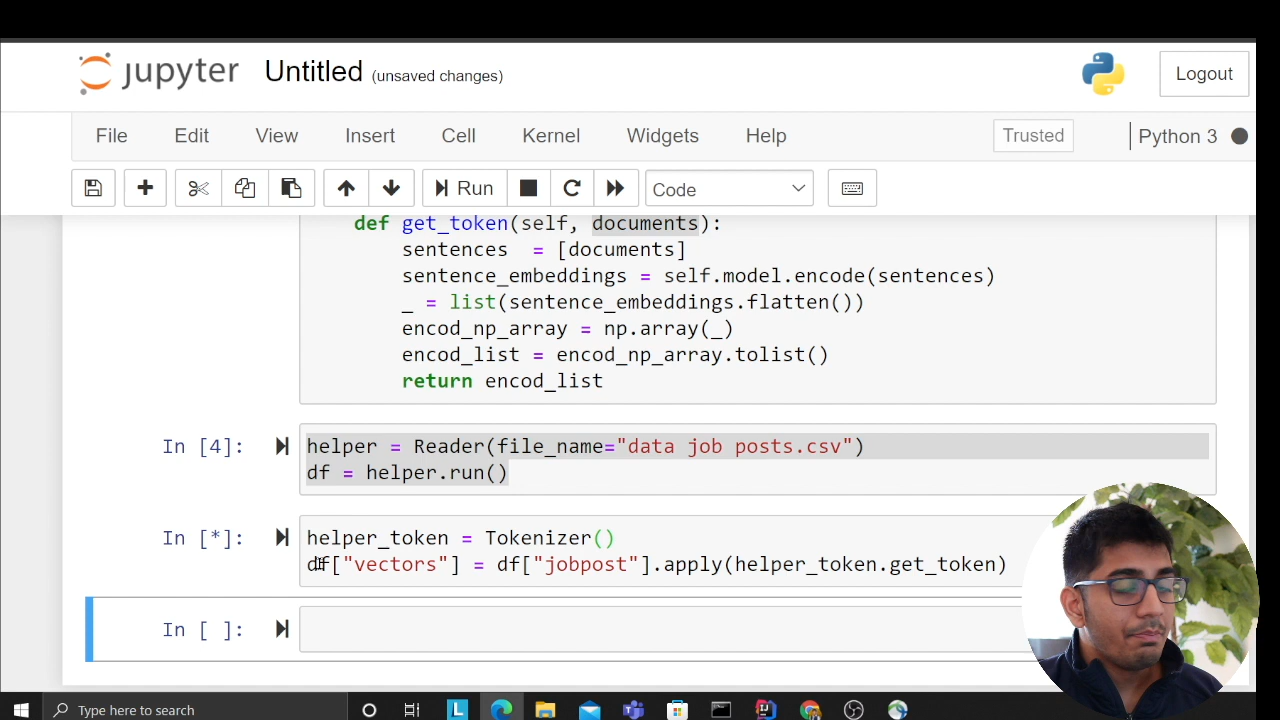 jupyter Untitled (unsaved changes) Logout
File Edit View Insert Cell Kernel Widgets Help Trusted Python 3
Run Code
def get_token(self, documents):
sentences = [documents]
sentence_embeddings = self.model.encode(sentences)
_ = list(sentence_embeddings.flatten())
encod_np_array = np.array(_)
encod_list = encod_np_array.tolist()
return encod_list
In [4]: helper = Reader(file_name="data job posts.csv")
df = helper.run()
In [*]: helper_token = Tokenizer()
df["vectors"] = df["jobpost"].apply(helper_token.get_token)
In [ ]:
Type here to search